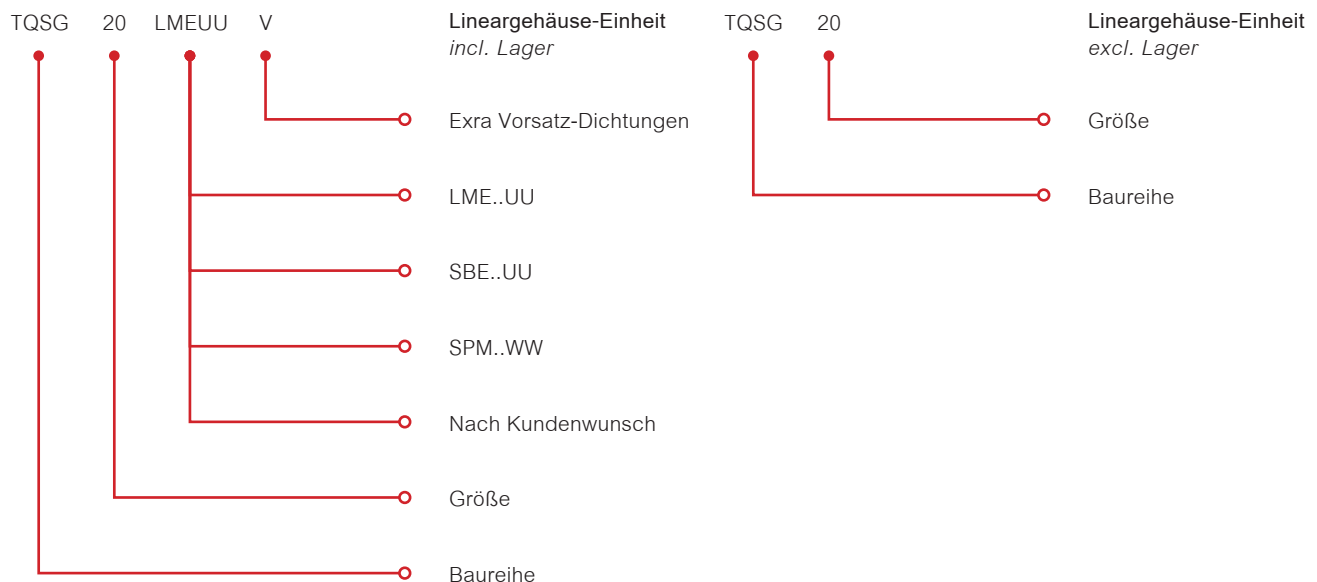 TQSG 20 LMEUU V
Lineargehäuse-Einheit
incl. Lager
Exra Vorsatz-Dichtungen
LME..UU
SBE..UU
SPM..WW
Nach Kundenwunsch
Größe
Baureihe
TQSG 20
Lineargehäuse-Einheit
excl. Lager
Größe
Baureihe